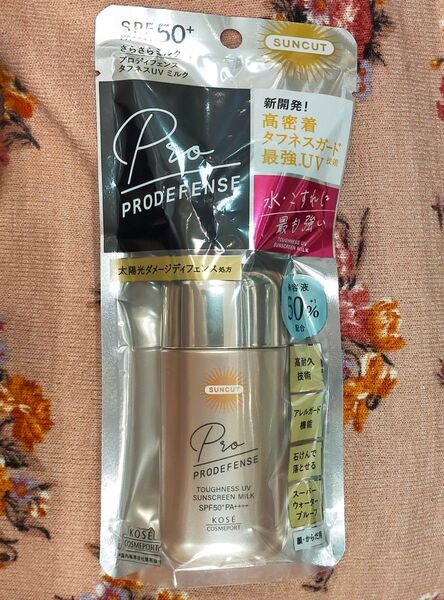 SPF50+
さらさらミルク
プロディフェンス
タフネスUV ミルク
SUNCUT
新開発!
高密着
タフネスガード
最強UV技術
Pro
PRODEFENSE
水・こすれに
最も強い
TOUGHNESS UV
SUNSCREEN MILK
太陽光ダメージディフェンス処方
美容液
50%
配合
高耐久
技術
アレルガード
機能
石けんで
落とせる
スーパー
ウォーター
プルーフ
顔・からだ用
SUNCUT
Pro
PRODEFENSE
TOUGHNESS UV
SUNSCREEN MILK
SPF50+PA++++
KOSÉ
COSMEPORT
KOSÉ
COSMEPORT